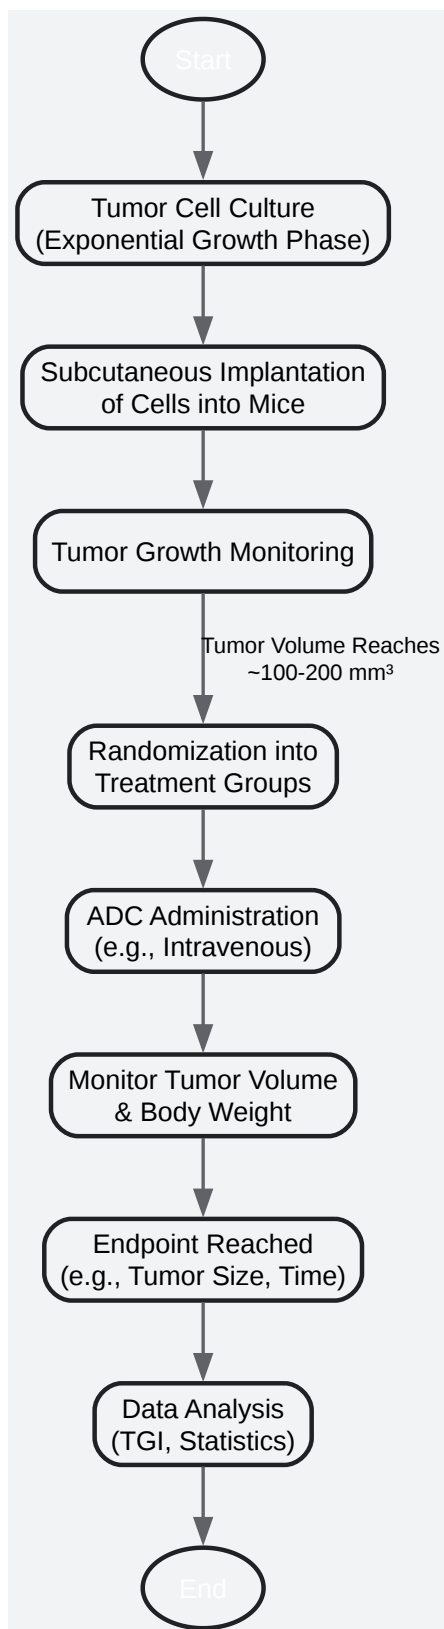 Start
Tumor Cell Culture
(Exponential Growth Phase)
Subcutaneous Implantation
of Cells into Mice
Tumor Growth Monitoring
Tumor Volume Reaches
~100-200 mm³
Randomization into
Treatment Groups
ADC Administration
(e.g., Intravenous)
Monitor Tumor Volume
& Body Weight
Endpoint Reached
(e.g., Tumor Size, Time)
Data Analysis
(TGI, Statistics)
End